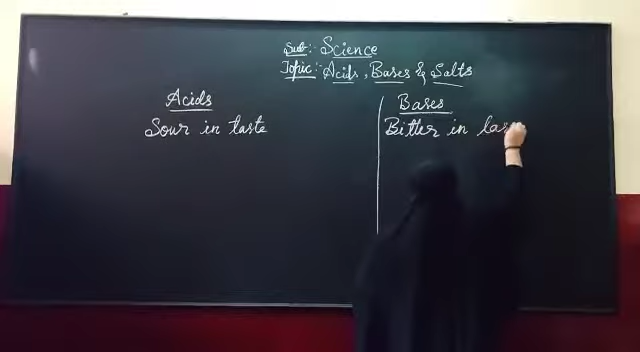 Sub:- Science
Topic:- Acids, Bases & Salts
Acids
Sour in taste
Bases
Bitter in